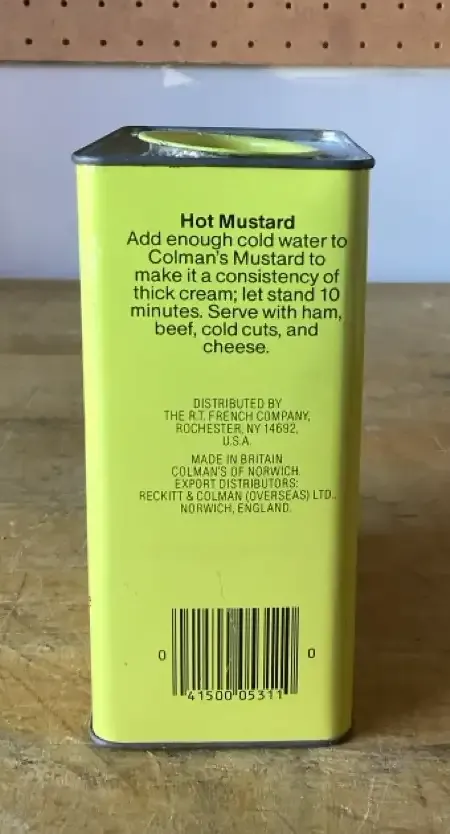 Hot Mustard
Add enough cold water to
Colman's Mustard to
make it a consistency of
thick cream; let stand 10
minutes. Serve with ham,
beef, cold cuts, and
cheese.
DISTRIBUTED BY
THE R.T. FRENCH COMPANY,
ROCHESTER, NY 14692,
U.S.A.
MADE IN BRITAIN
COLMAN'S OF NORWICH.
EXPORT DISTRIBUTORS:
RECKITT & COLMAN (OVERSEAS) LTD.,
NORWICH, ENGLAND.
0 41500 05311 0